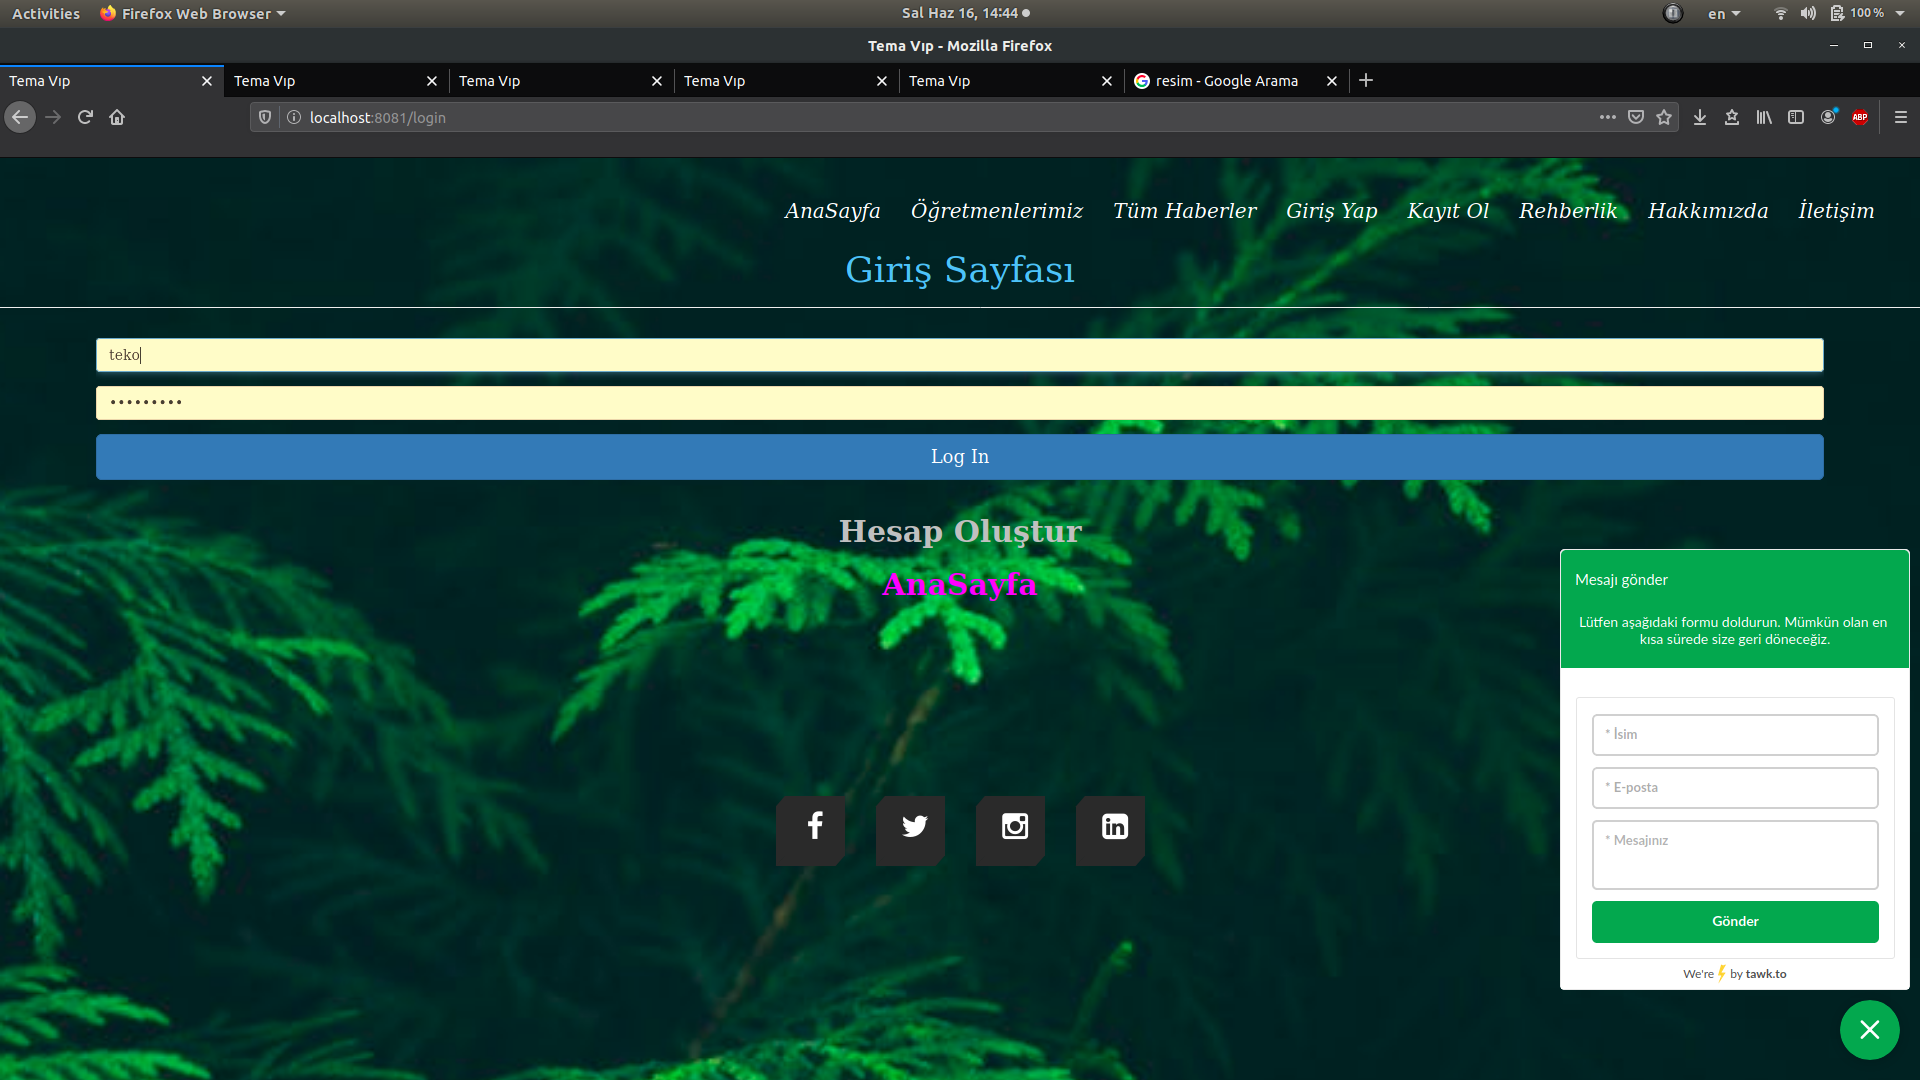 Activities Firefox Web Browser Sal Haz 16, 14:44 en 100 %
Tema Vıp - Mozilla Firefox
Tema Vıp Tema Vıp Tema Vıp Tema Vıp Tema Vıp resim - Google Arama
localhost:8081/login ABP
AnaSayfa Öğretmenlerimiz Tüm Haberler Giriş Yap Kayıt Ol Rehberlik Hakkımızda İletişim
Giriş Sayfası
teko
•••••••••
Log In
Hesap Oluştur
AnaSayfa
Mesajı gönder
Lütfen aşağıdaki formu doldurun. Mümkün olan en
kısa sürede size geri döneceğiz.
* İsim
* E-posta
* Mesajınız
Gönder
We're by tawk.to